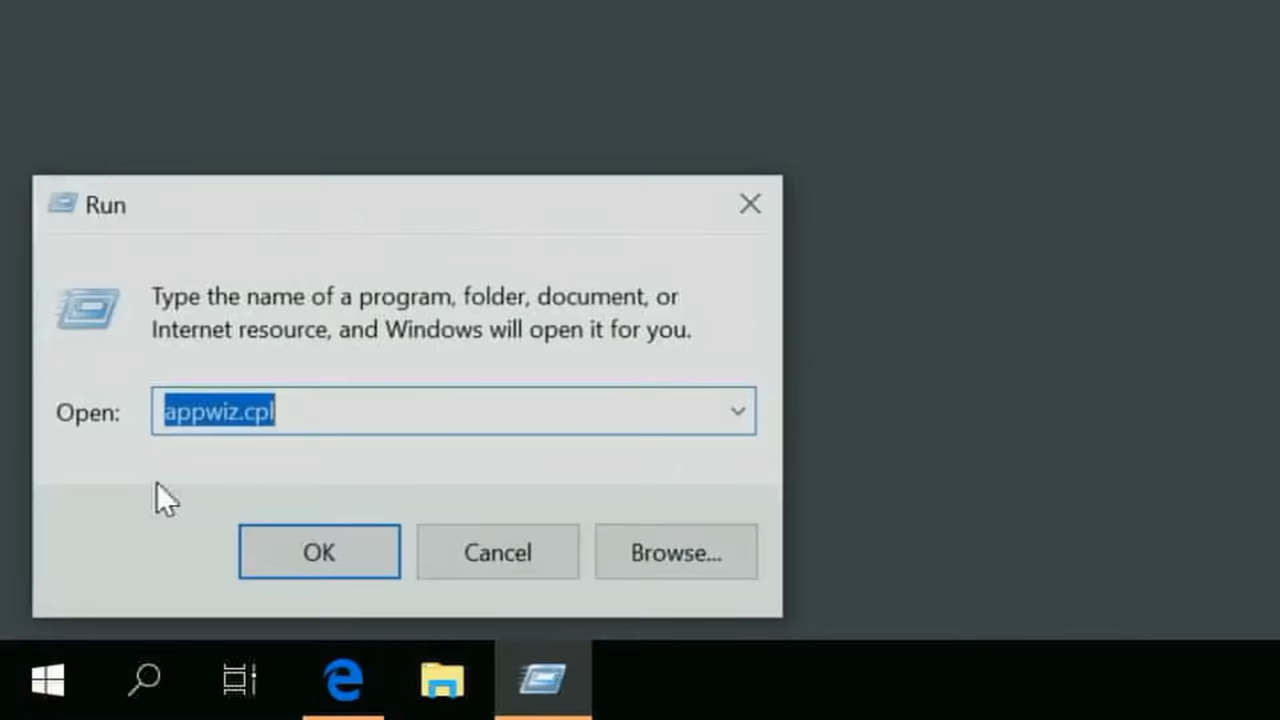 Run
Type the name of a program, folder, document, or
Internet resource, and Windows will open it for you.
Open:
appwiz.cpl
OK
Cancel
Browse...